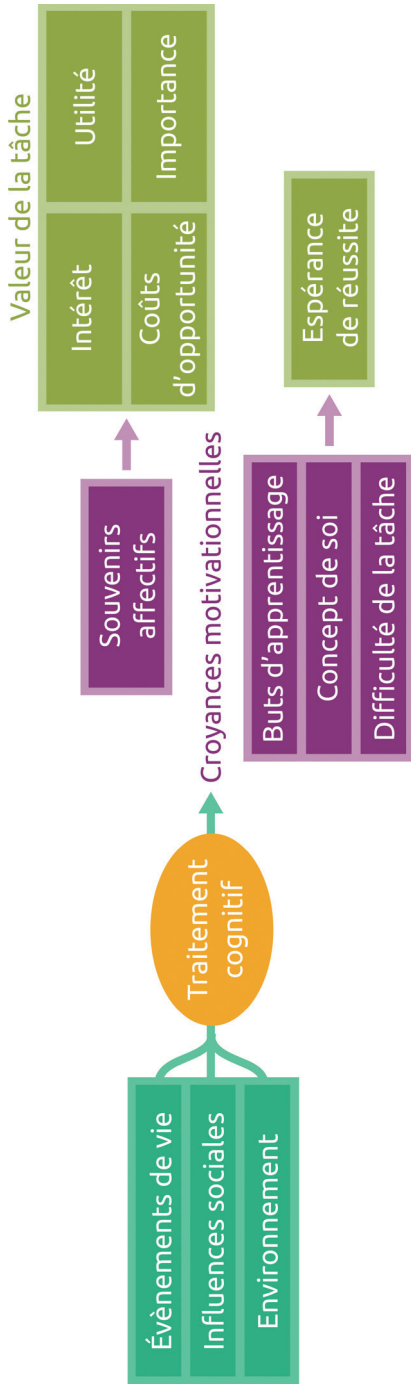 Évènements de vie
Influences sociales
Environnement
Traitement
cognitif
Croyances motivationnelles
Souvenirs
affectifs
Buts d’apprentissage
Concept de soi
Difficulté de la tâche
Valeur de la tâche
Intérêt
Utilité
Coûts
d’opportunité
Importance
Espérance
de réussite